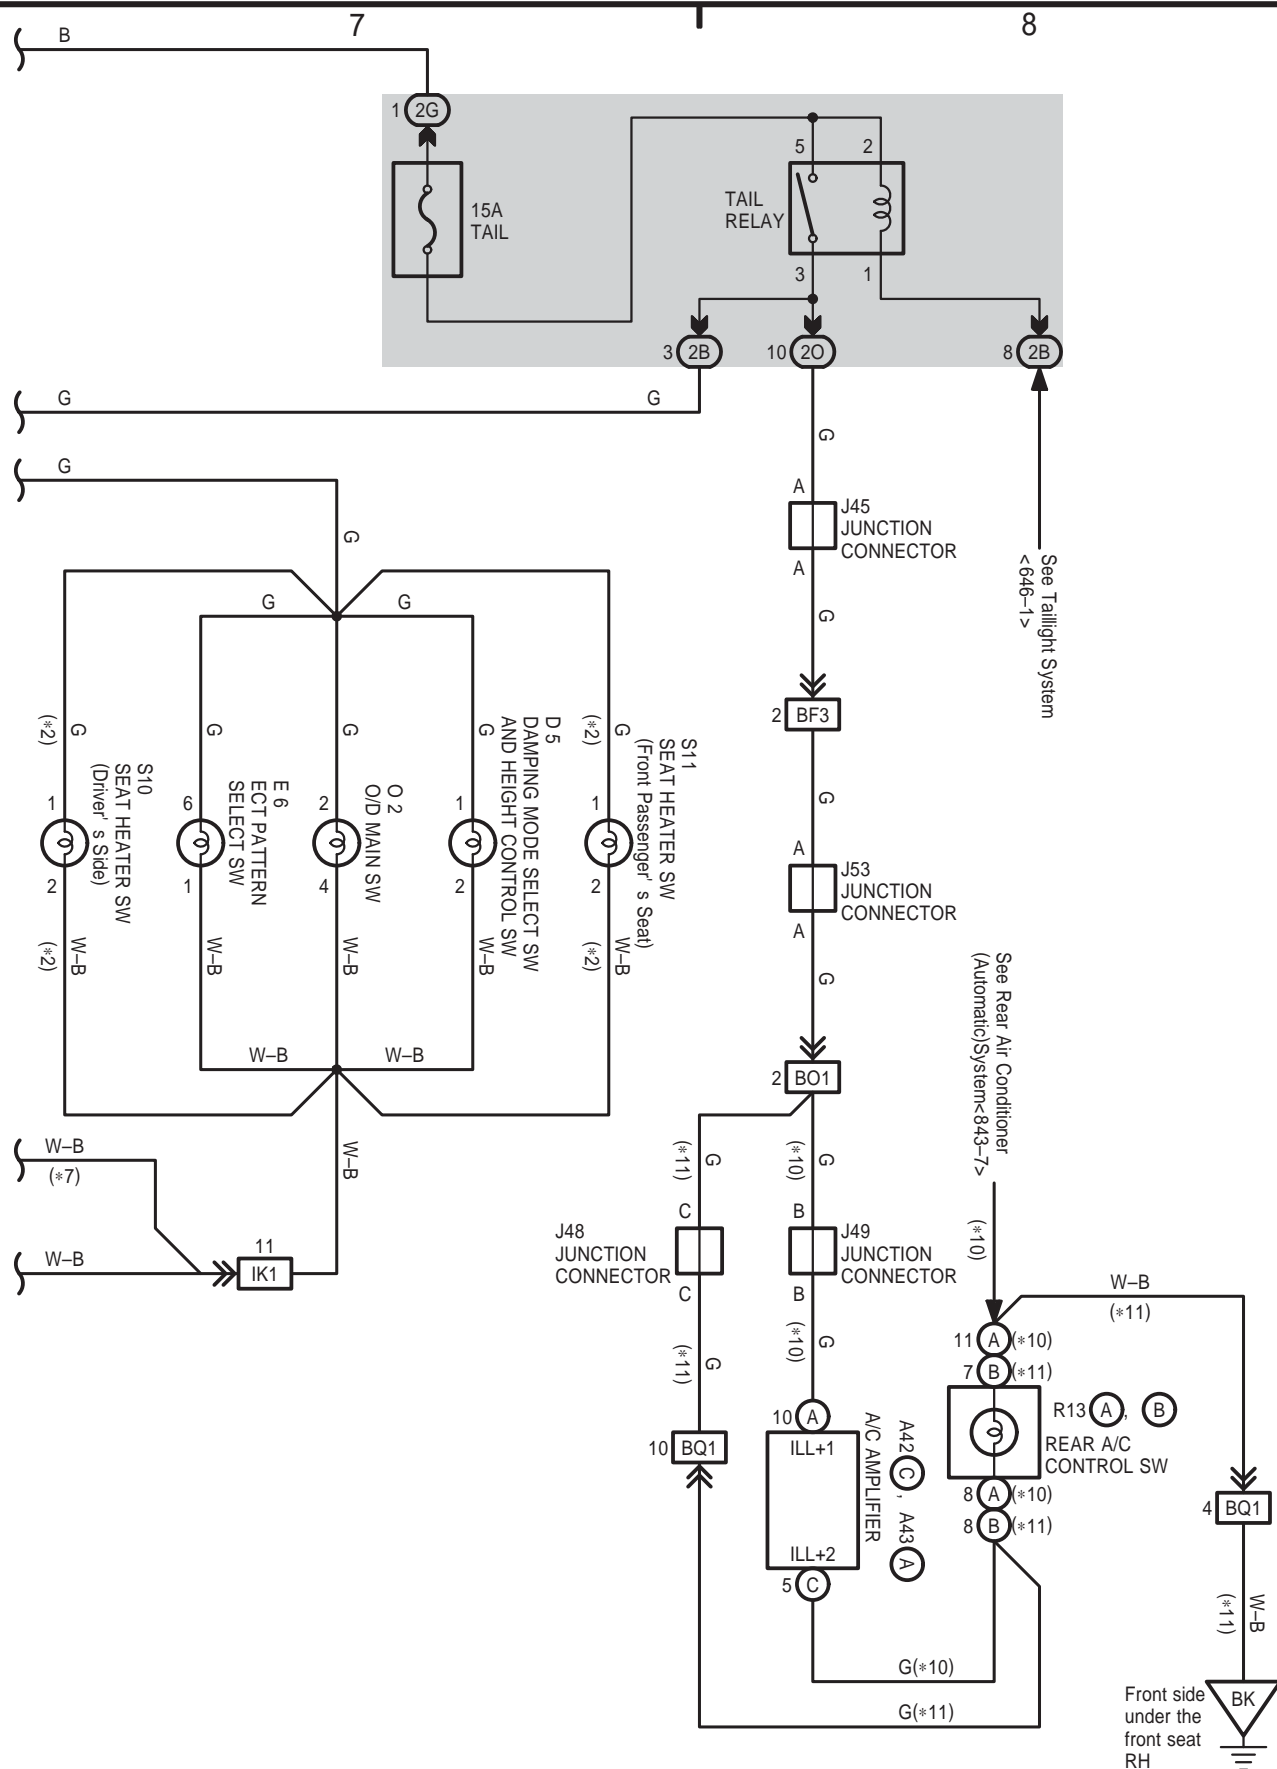 7
8
B
1 2G
15A
TAIL
TAIL
RELAY
5 2
3 1
3 2B
10 2O
8 2B
G G
G
G
G G
G
A
J45
JUNCTION
CONNECTOR
A
G
2 BF3
G
A
J53
JUNCTION
CONNECTOR
A
G
2 BO1
See Taillight System
<646–1>
(*2) G
G
G
G
(*2) G
S10
SEAT HEATER SW
(Driver' s Side)
E 6
ECT PATTERN
SELECT SW
O 2
O/D MAIN SW
D 5
DAMPING MODE SELECT SW
AND HEIGHT CONTROL SW
S11
SEAT HEATER SW
(Front Passenger' s Seat)
1 6 2 1 1
2 1 4 2 2
(*2) W–B
W–B
W–B
W–B
(*2) W–B
W–B W–B
W–B
W–B
(*7)
W–B
11
IK1
See Rear Air Conditioner
(Automatic)System<843–7>
(*10)
(*11) G
(*10) G
C
J48
JUNCTION
CONNECTOR
C
B
J49
JUNCTION
CONNECTOR
B
(*11) G
(*10) G
10 BQ1
10 A
ILL+1
ILL+2
5 C
A42 C , A43 A
A/C AMPLIFIER
W–B
(*11)
11 A (*10)
7 B (*11)
R13 A , B
REAR A/C
CONTROL SW
8 A (*10)
8 B (*11)
4 BQ1
(*11) W–B
G(*10)
G(*11)
Front side
under the
front seat
RH
BK